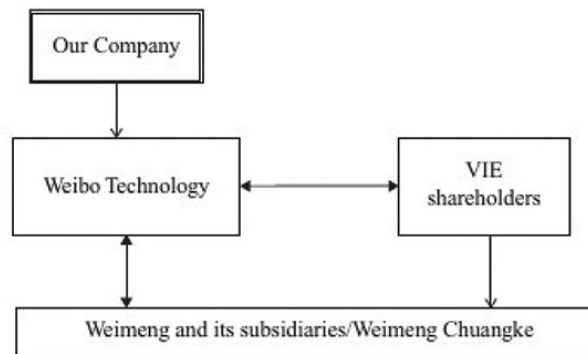 Our Company
Weibo Technology
VIE
shareholders
Weimeng and its subsidiaries/Weimeng Chuangke